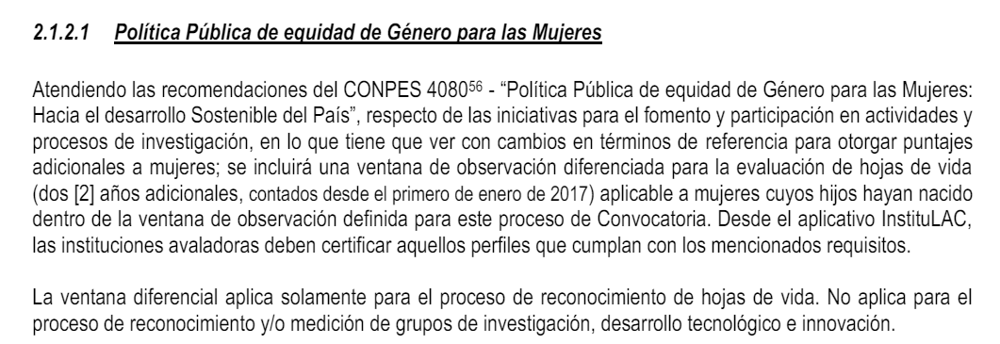 2.1.2.1 Política Pública de equidad de Género para las Mujeres
Atendiendo las recomendaciones del CONPES 4080⁵⁶ - “Política Pública de equidad de Género para las Mujeres:
Hacia el desarrollo Sostenible del País”, respecto de las iniciativas para el fomento y participación en actividades y
procesos de investigación, en lo que tiene que ver con cambios en términos de referencia para otorgar puntajes
adicionales a mujeres; se incluirá una ventana de observación diferenciada para la evaluación de hojas de vida
(dos [2] años adicionales, contados desde el primero de enero de 2017) aplicable a mujeres cuyos hijos hayan nacido
dentro de la ventana de observación definida para este proceso de Convocatoria. Desde el aplicativo InstituLAC,
las instituciones avaladoras deben certificar aquellos perfiles que cumplan con los mencionados requisitos.
La ventana diferencial aplica solamente para el proceso de reconocimiento de hojas de vida. No aplica para el
proceso de reconocimiento y/o medición de grupos de investigación, desarrollo tecnológico e innovación.